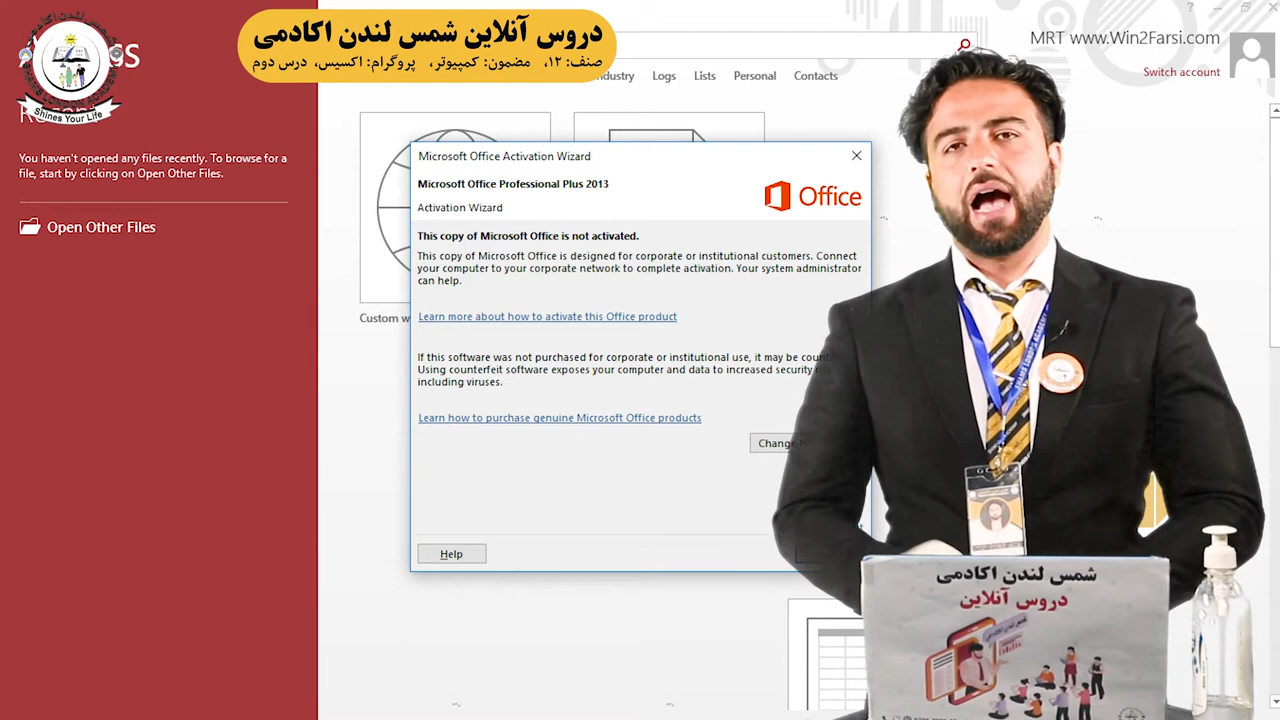 دروس آنلاین شمس لندن اکادمی
صنف: ۱۲، مضمون: کمپیوتر، پروگرام: اکسیس، درس دوم
MRT www.Win2Farsi.com
Switch account
Industry Logs Lists Personal Contacts
Shines Your Life
Recent
You haven't opened any files recently. To browse for a
file, start by clicking on Open Other Files.
Open Other Files
Microsoft Office Activation Wizard
Microsoft Office Professional Plus 2013
Activation Wizard
Office
This copy of Microsoft Office is not activated.
This copy of Microsoft Office is designed for corporate or institutional customers. Connect
your computer to your corporate network to complete activation. Your system administrator
can help.
Learn more about how to activate this Office product
If this software was not purchased for corporate or institutional use, it may be
Using counterfeit software exposes your computer and data to increased security
including viruses.
Learn how to purchase genuine Microsoft Office products
Change
Help
Custom
شمس لندن اکادمی
دروس آنلاین